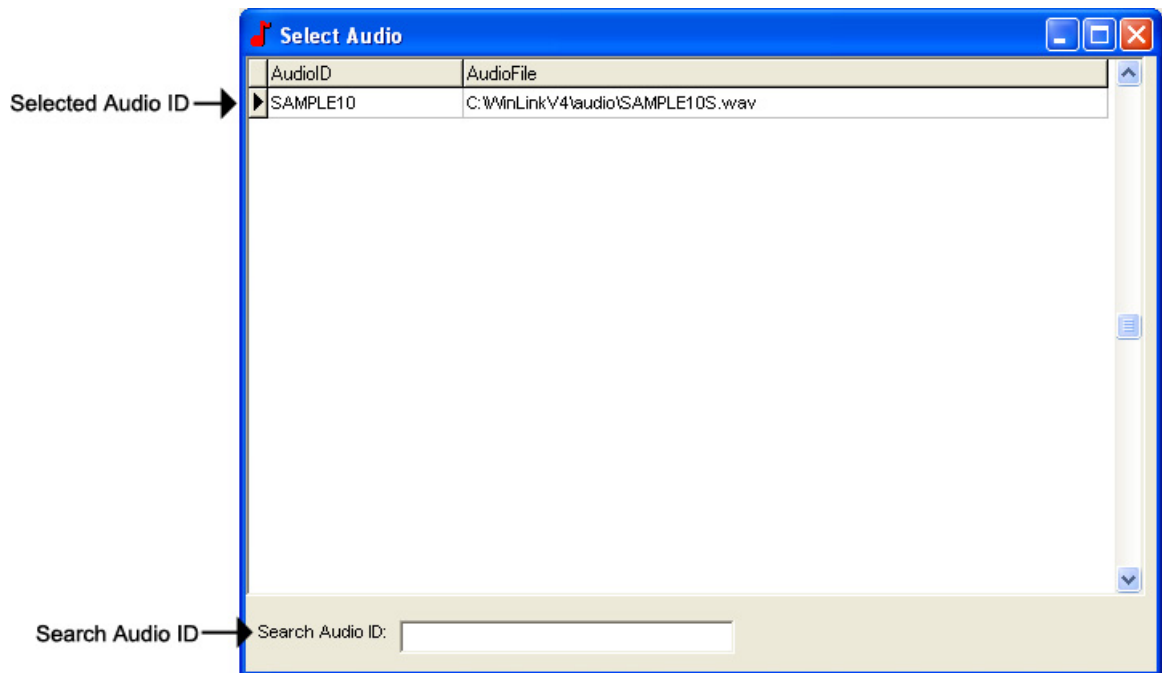 Select Audio
AudioID AudioFile
Selected Audio ID
SAMPLE10 C:\WinLinkV4\audio\SAMPLE10S.wav
Search Audio ID
Search Audio ID: